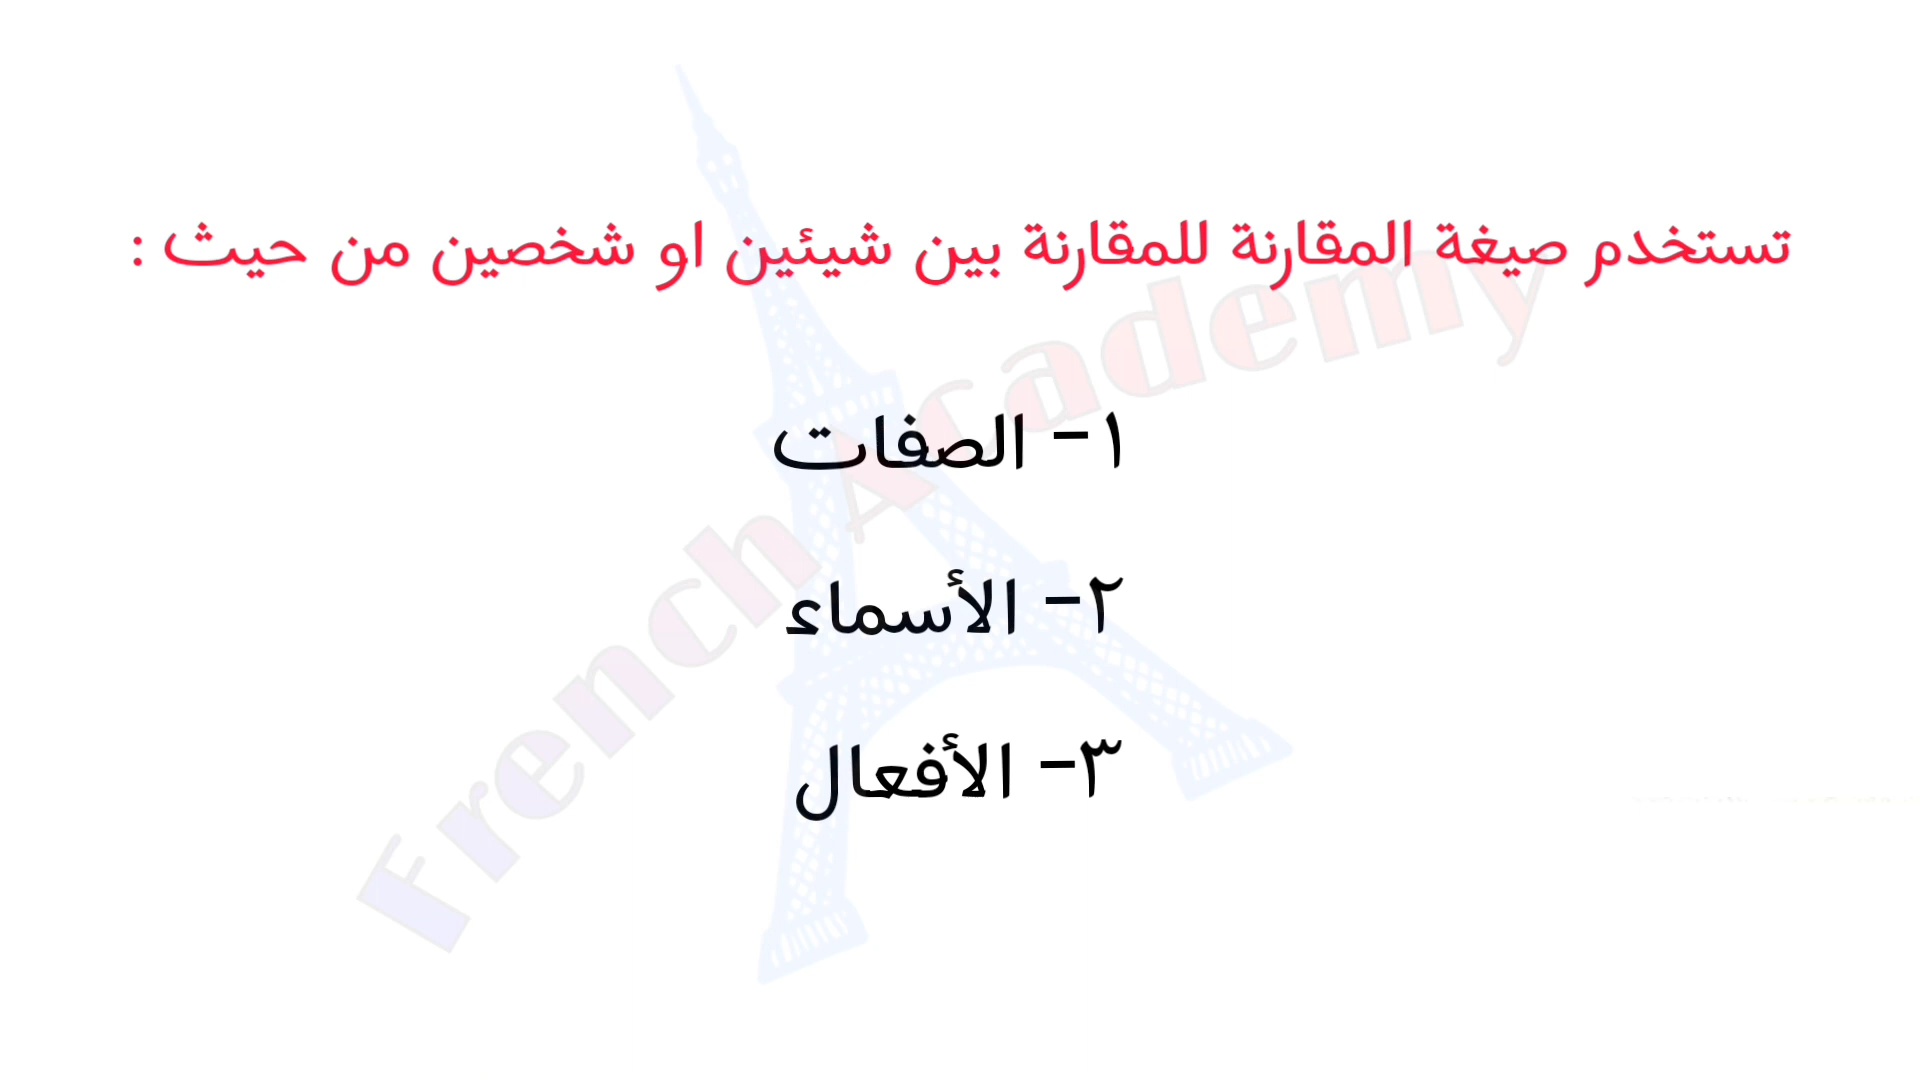 تستخدم صيغة المقارنة للمقارنة بين شيئين او شخصين من حيث :
١- الصفات
٢- الأسماء
٣- الأفعال
French Academy